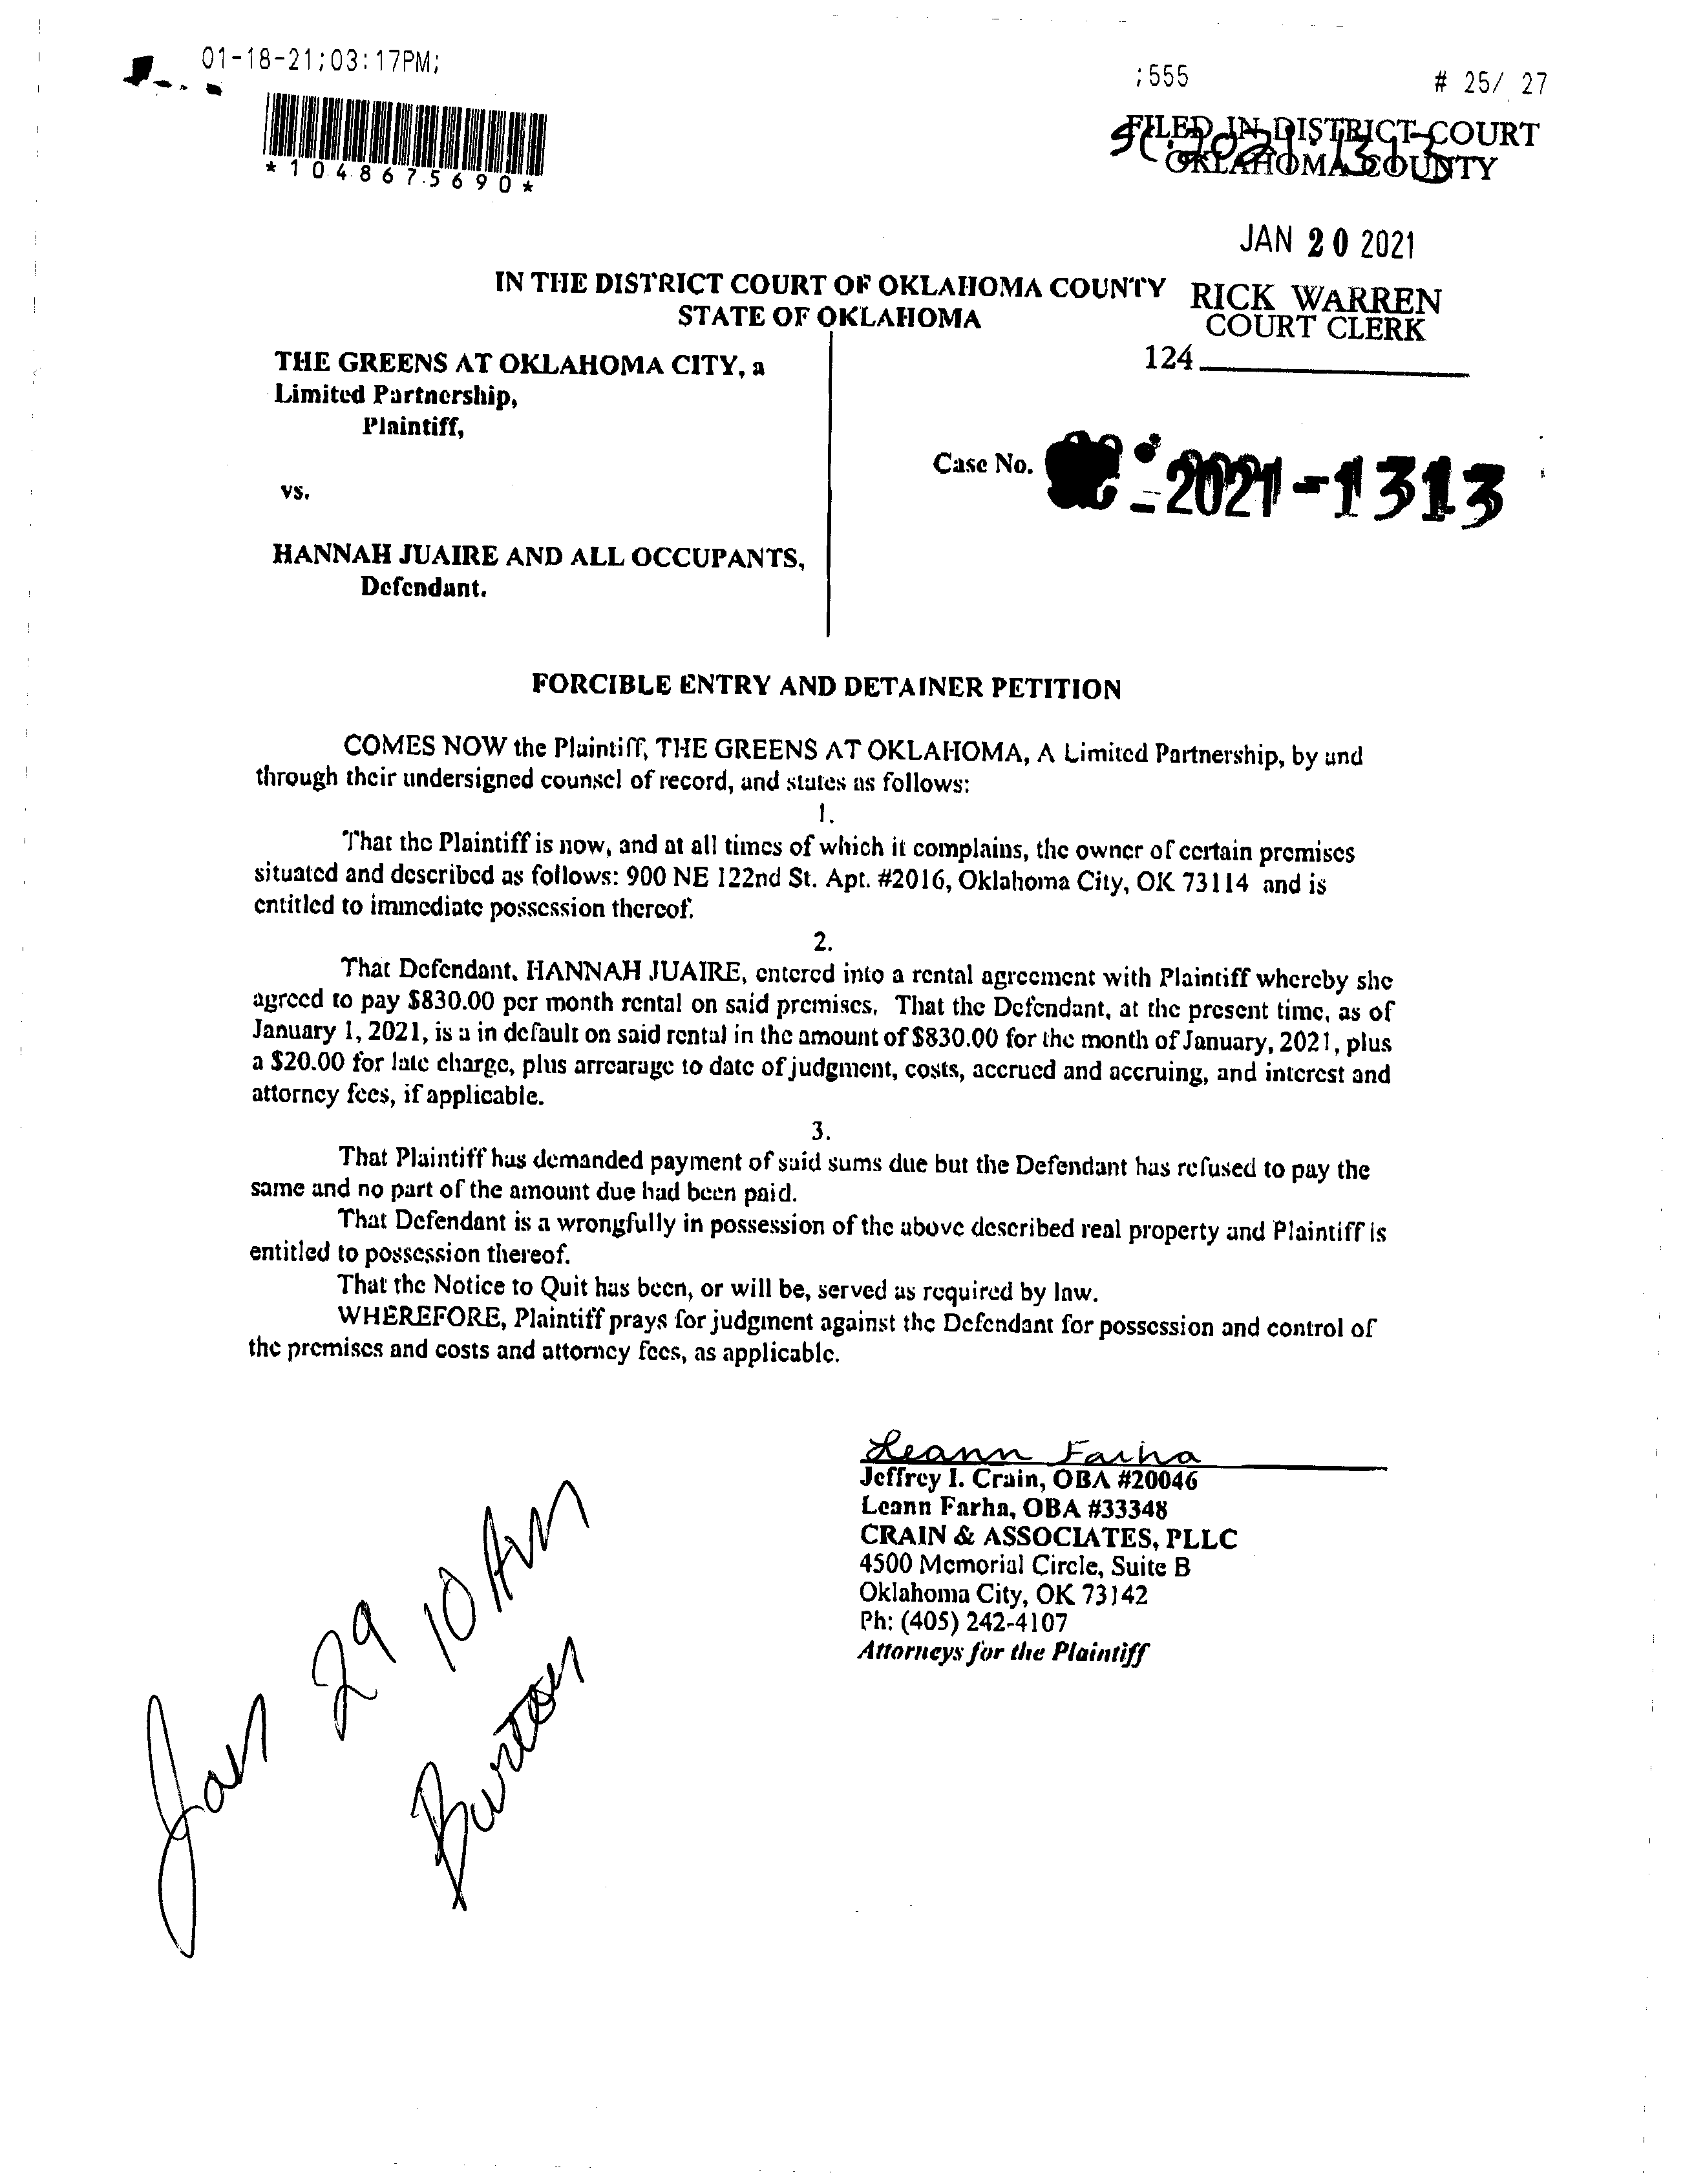 01-18-21;03:17PM;
;555
# 25/ 27
*1048675690*
FILED IN DISTRICT COURT
OKLAHOMA COUNTY
SC-2021-1313
JAN 20 2021
RICK WARREN
COURT CLERK
124
IN THE DISTRICT COURT OF OKLAHOMA COUNTY
STATE OF OKLAHOMA
THE GREENS AT OKLAHOMA CITY, a
Limited Partnership,
Plaintiff,
vs.
HANNAH JUAIRE AND ALL OCCUPANTS,
Defendant.
Case No. 2021-1313
FORCIBLE ENTRY AND DETAINER PETITION
COMES NOW the Plaintiff, THE GREENS AT OKLAHOMA, A Limited Partnership, by and
through their undersigned counsel of record, and states as follows:
1.
That the Plaintiff is now, and at all times of which it complains, the owner of certain premises
situated and described as follows: 900 NE 122nd St. Apt. #2016, Oklahoma City, OK 73114 and is
entitled to immediate possession thereof.
2.
That Defendant, HANNAH JUAIRE, entered into a rental agreement with Plaintiff whereby she
agreed to pay $830.00 per month rental on said premises. That the Defendant, at the present time, as of
January 1, 2021, is a in default on said rental in the amount of $830.00 for the month of January, 2021, plus
a $20.00 for late charge, plus arrearage to date of judgment, costs, accrued and accruing, and interest and
attorney fees, if applicable.
3.
That Plaintiff has demanded payment of said sums due but the Defendant has refused to pay the
same and no part of the amount due had been paid.
That Defendant is a wrongfully in possession of the above described real property and Plaintiff is
entitled to possession thereof.
That the Notice to Quit has been, or will be, served as required by law.
WHEREFORE, Plaintiff prays for judgment against the Defendant for possession and control of
the premises and costs and attorney fees, as applicable.
Leann Farha
Jeffrey I. Crain, OBA #20046
Leann Farha, OBA #33348
CRAIN & ASSOCIATES, PLLC
4500 Memorial Circle, Suite B
Oklahoma City, OK 73142
Ph: (405) 242-4107
Attorneys for the Plaintiff
Jan 29 10 Am
Burton